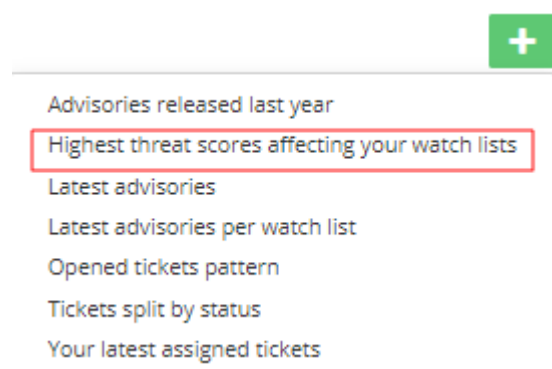 Advisories released last year
Highest threat scores affecting your watch lists
Latest advisories
Latest advisories per watch list
Opened tickets pattern
Tickets split by status
Your latest assigned tickets